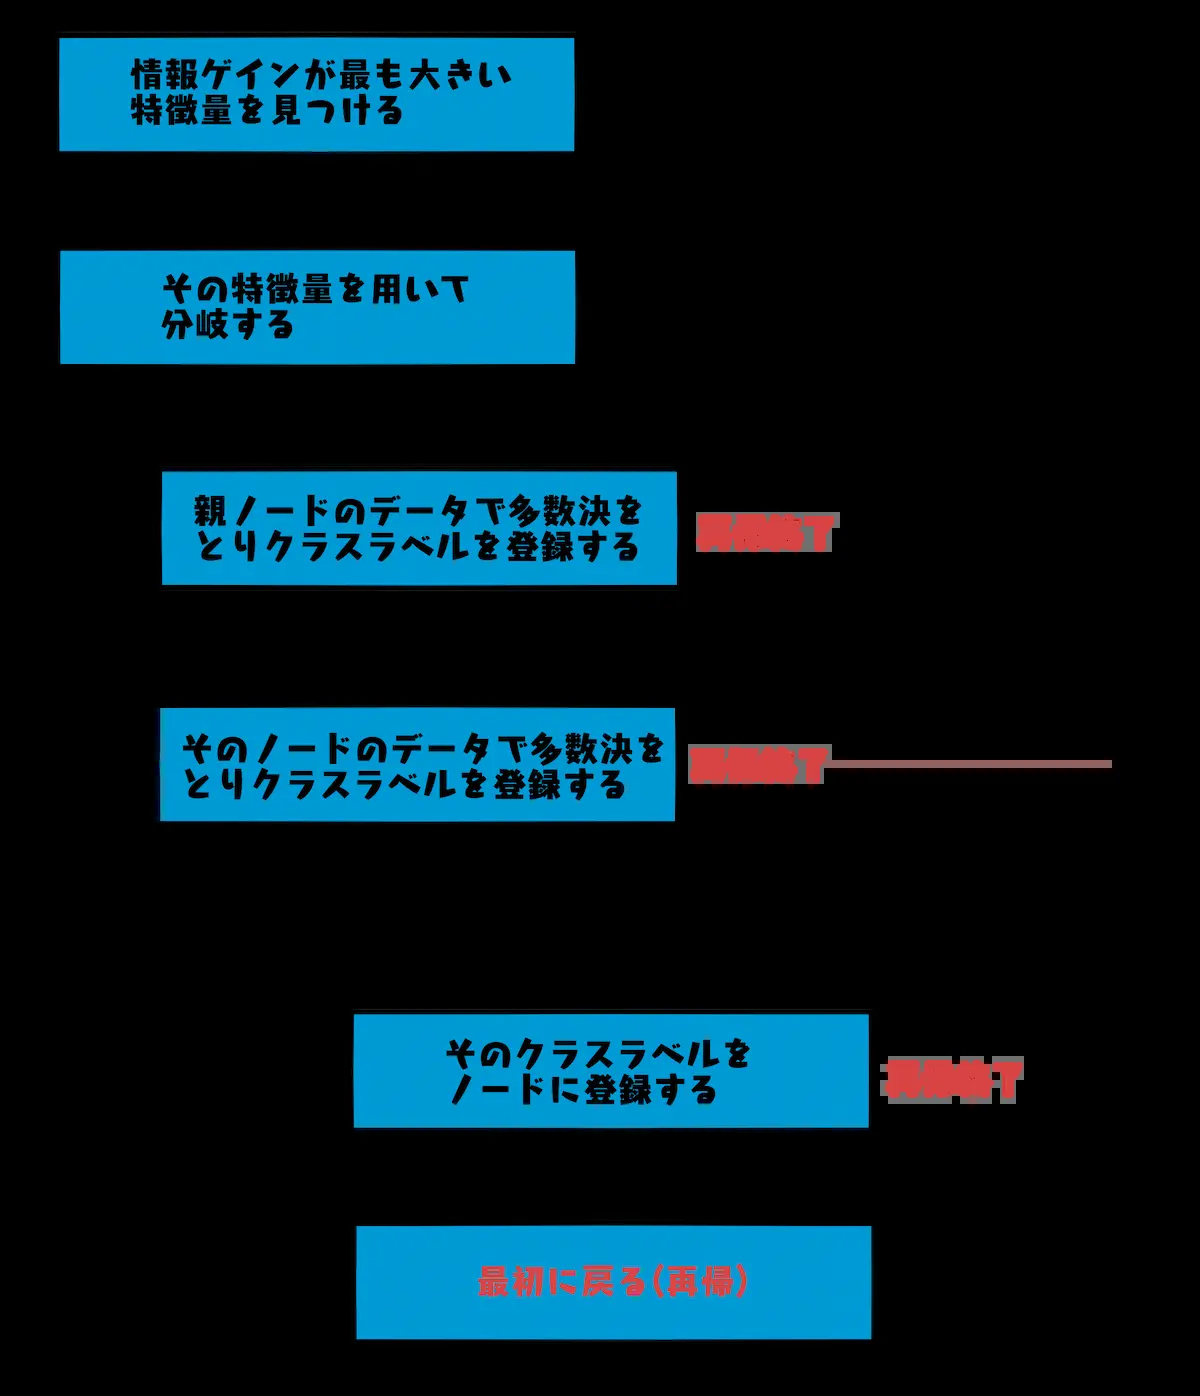 情報ゲインが最も大きい
特徴量を見つける
その特徴量を用いて
分岐する
親ノードのデータで多数決を
とりクラスラベルを登録する
再帰終了
そのノードのデータで多数決を
とりクラスラベルを登録する
再帰終了
そのクラスラベルを
ノードに登録する
再帰終了
最初に戻る(再帰)